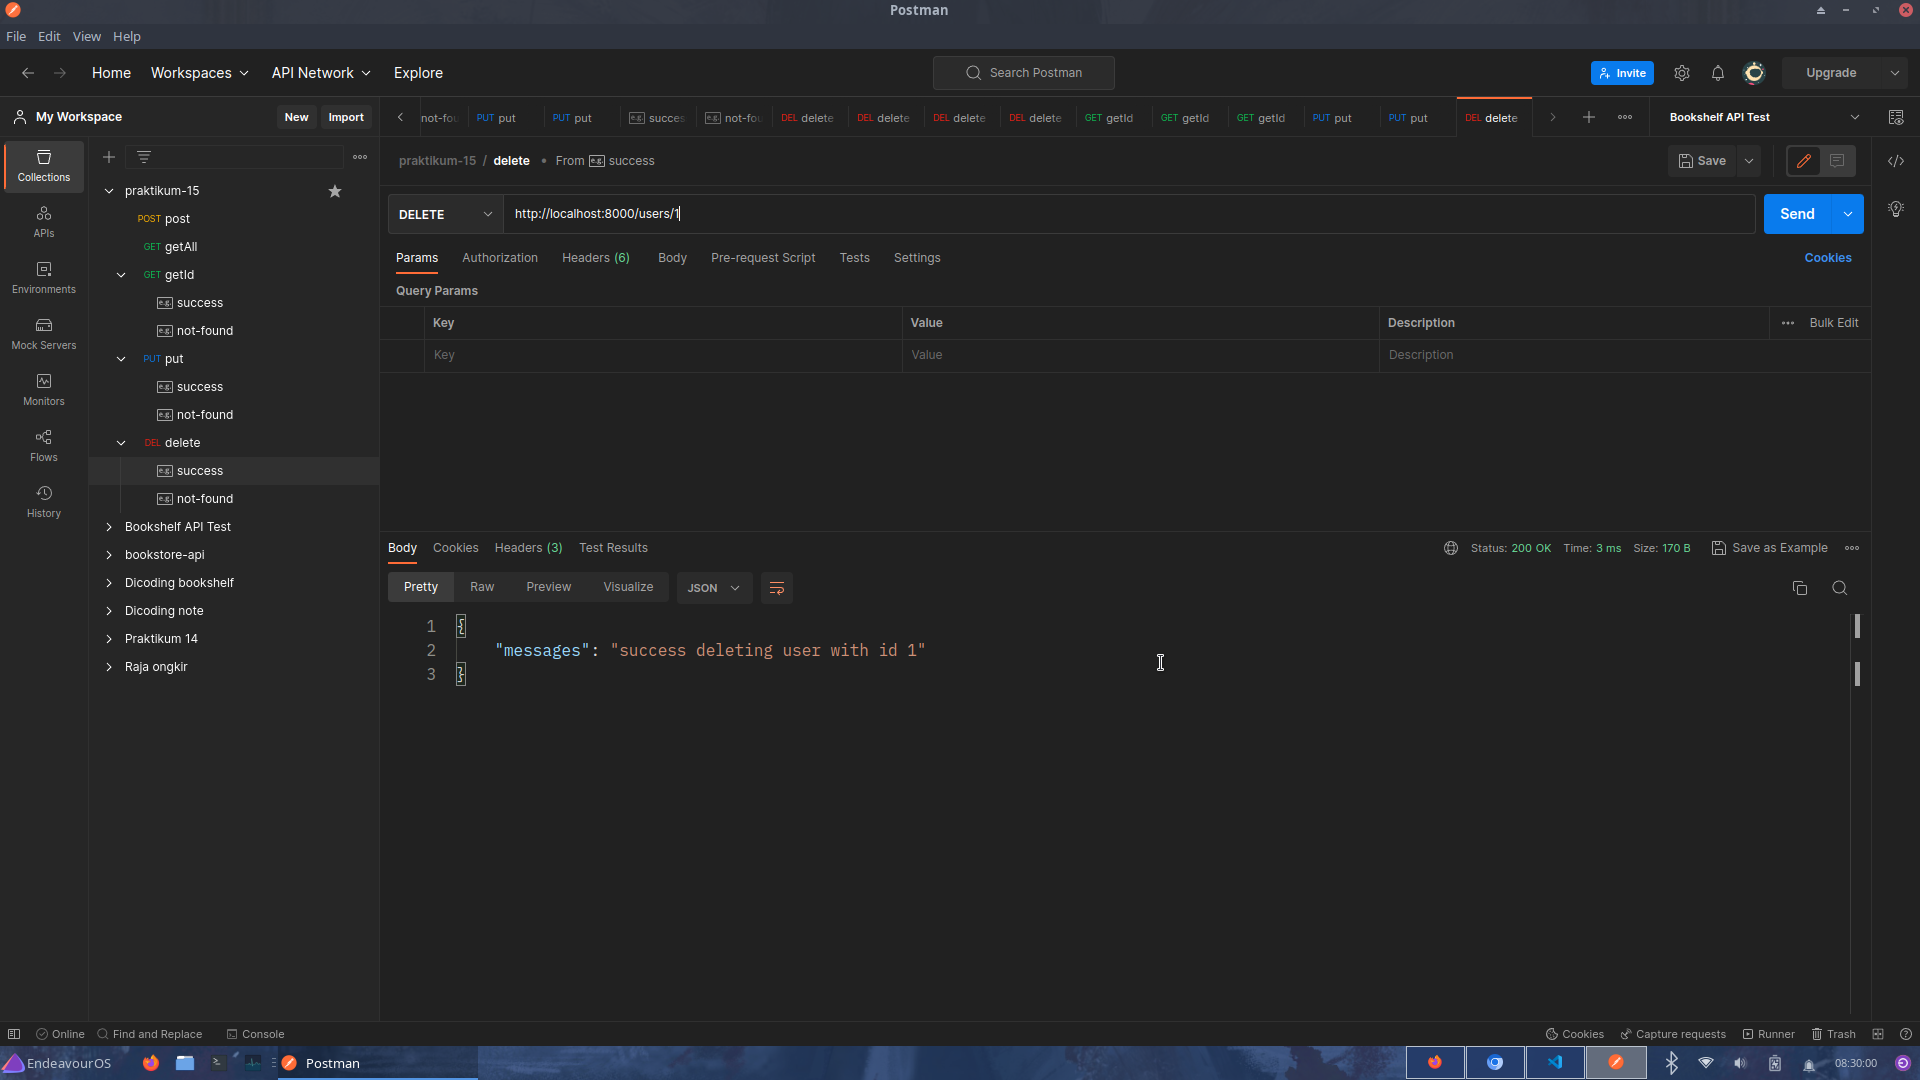 Postman
File Edit View Help
Home Workspaces API Network Explore
Search Postman
Invite
Upgrade
My Workspace
New Import
not-fou PUT put PUT put e.g. succes e.g. not-fou DEL delete DEL delete DEL delete DEL delete GET getId GET getId GET getId PUT put PUT put DEL delete
Bookshelf API Test
Collections
APIs
Environments
Mock Servers
Monitors
Flows
History
praktikum-15
POST post
GET getAll
GET getId
e.g. success
e.g. not-found
PUT put
e.g. success
e.g. not-found
DEL delete
e.g. success
e.g. not-found
Bookshelf API Test
bookstore-api
Dicoding bookshelf
Dicoding note
Praktikum 14
Raja ongkir
praktikum-15 / delete • From e.g. success
Save
DELETE http://localhost:8000/users/1
Send
Params Authorization Headers (6) Body Pre-request Script Tests Settings Cookies
Query Params
Key Value Description Bulk Edit
Key Value Description
Body Cookies Headers (3) Test Results
Status: 200 OK Time: 3 ms Size: 170 B Save as Example
Pretty Raw Preview Visualize JSON
1 {
2 "messages": "success deleting user with id 1"
3 }
Online Find and Replace Console
Cookies Capture requests Runner Trash
EndeavourOS Postman 08:30:00